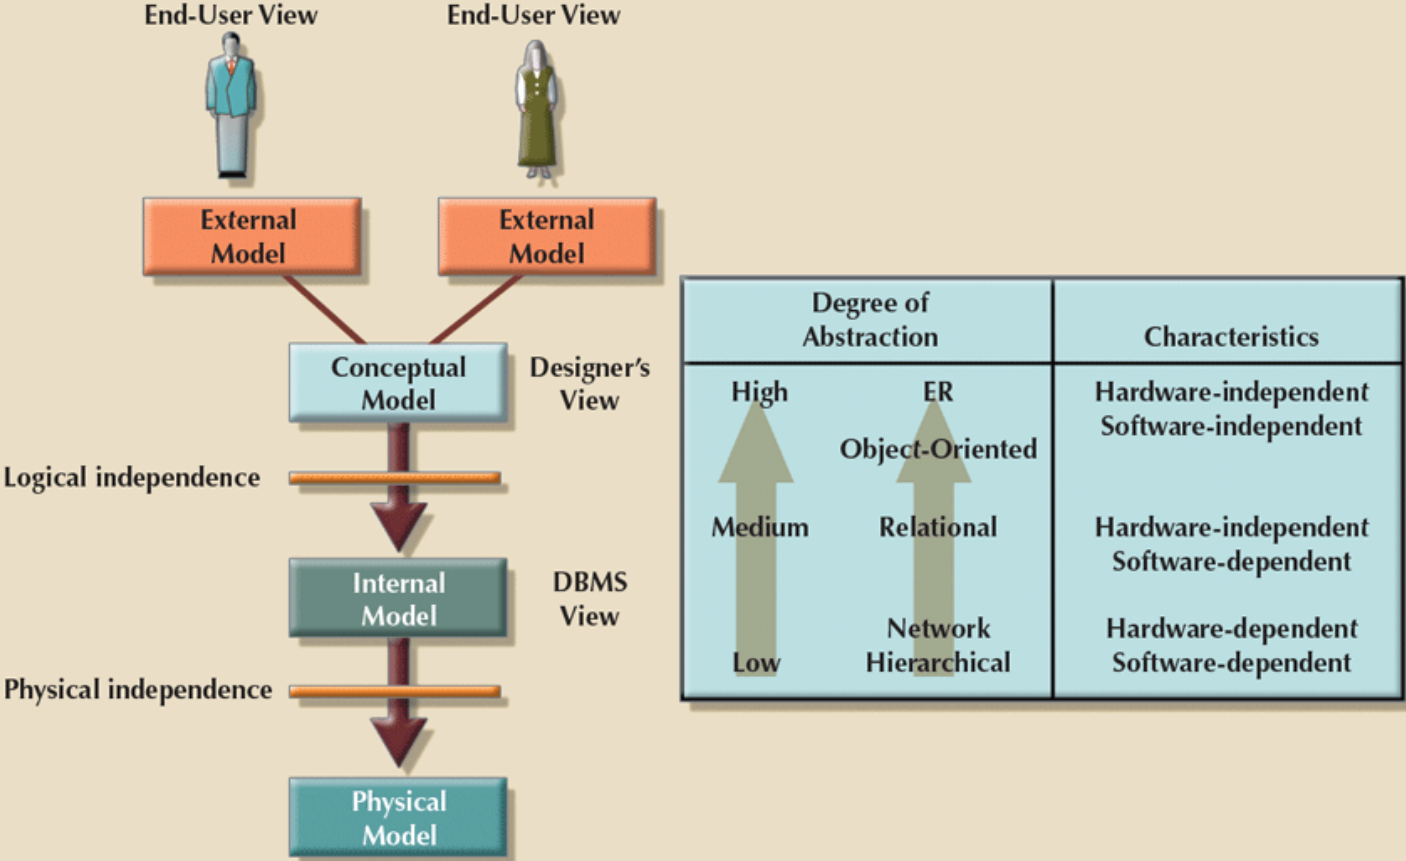 End-User View
End-User View
External
Model
External
Model
Conceptual
Model
Designer's
View
Logical independence
Internal
Model
DBMS
View
Physical independence
Physical
Model
Degree of
Abstraction
Characteristics
High
ER
Hardware-independent
Software-independent
Object-Oriented
Medium
Relational
Hardware-independent
Software-dependent
Network
Hardware-dependent
Low
Hierarchical
Software-dependent